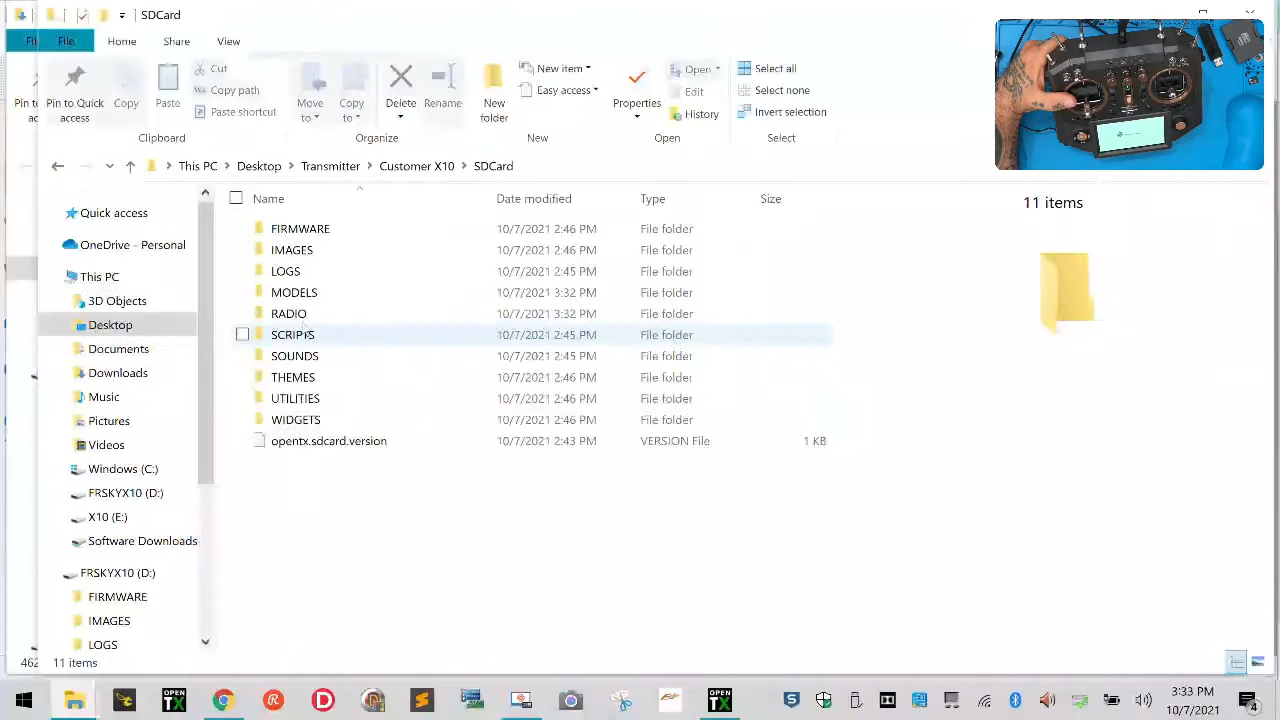 SDCard
File
Home
Share
View
Pin to Quick access
Copy
Paste
Cut
Copy path
Paste shortcut
Clipboard
Move to
Copy to
Delete
Rename
Organize
New folder
New item
Easy access
New
Properties
Open
Edit
History
Open
Select all
Select none
Invert selection
Select
This PC > Desktop > Transmitter > Customer X10 > SDCard
Name Date modified Type Size
FIRMWARE 10/7/2021 2:46 PM File folder
IMAGES 10/7/2021 2:46 PM File folder
LOGS 10/7/2021 2:45 PM File folder
MODELS 10/7/2021 3:32 PM File folder
RADIO 10/7/2021 3:32 PM File folder
SCRIPTS 10/7/2021 2:45 PM File folder
SOUNDS 10/7/2021 2:45 PM File folder
THEMES 10/7/2021 2:46 PM File folder
UTILITIES 10/7/2021 2:46 PM File folder
WIDGETS 10/7/2021 2:46 PM File folder
opentx.sdcard.version 10/7/2021 2:43 PM VERSION File 1 KB
Quick access
OneDrive - Personal
This PC
3D Objects
Desktop
Documents
Downloads
Music
Pictures
Videos
Windows (C:)
FRSKYX10 (D:)
X10 (E:)
Software Downloads
FRSKYX10 (D:)
FIRMWARE
IMAGES
LOGS
11 items
462
11 items
OPEN TX
OPEN TX
3:33 PM
10/7/2021
4